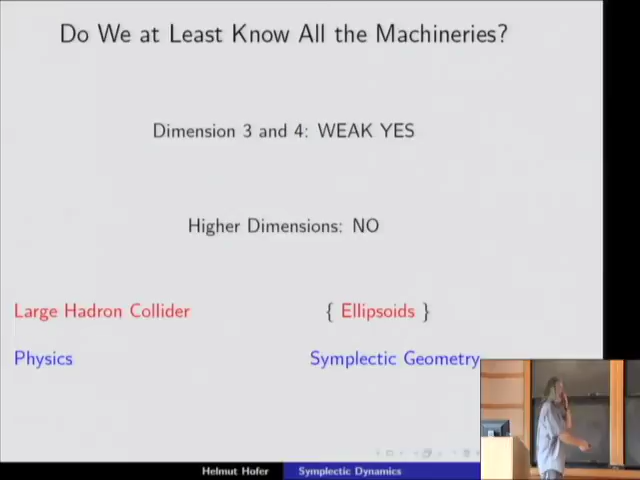 Do We at Least Know All the Machineries?
Dimension 3 and 4: WEAK YES
Higher Dimensions: NO
Large Hadron Collider { Ellipsoids }
Physics Symplectic Geometry
Helmut Hofer Symplectic Dynamics